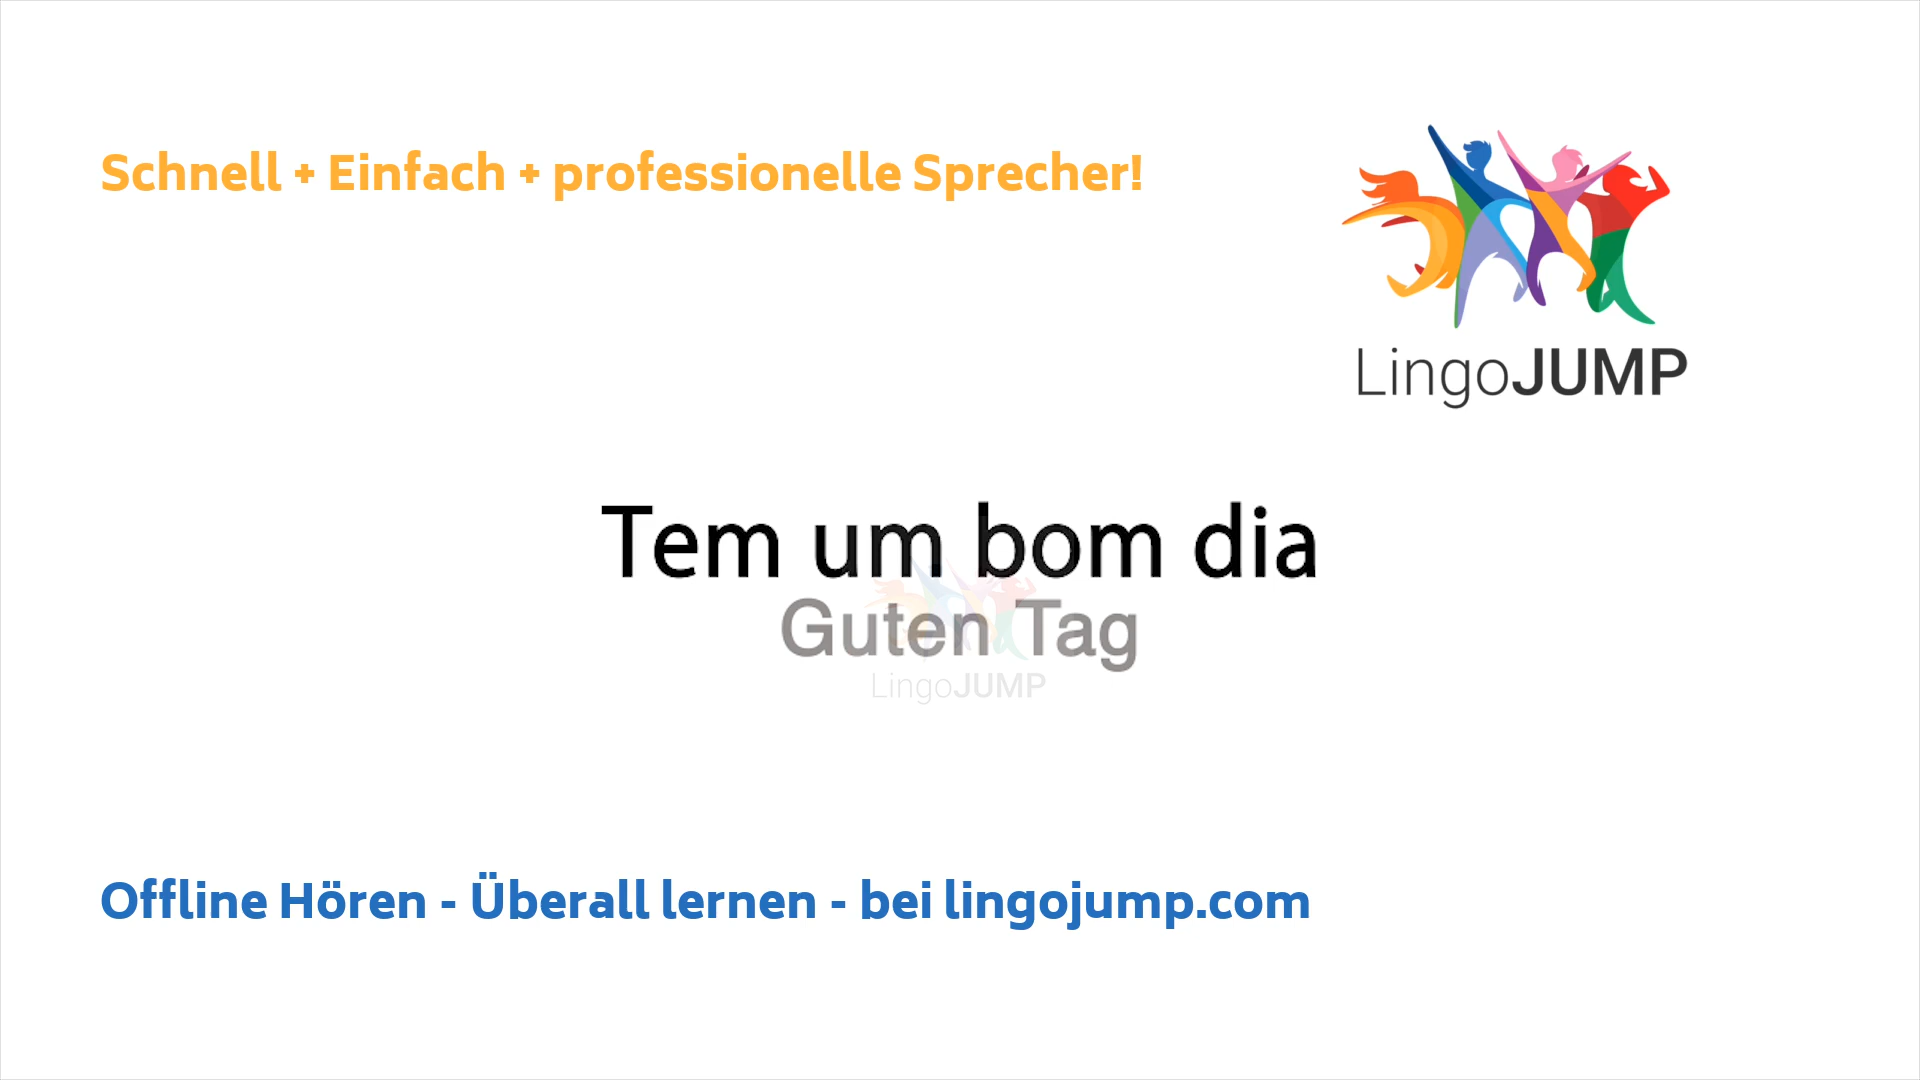 Schnell + Einfach + professionelle Sprecher!
LingoJUMP
Tem um bom dia
Guten Tag
LingoJUMP
Offline Hören - Überall lernen - bei lingojump.com